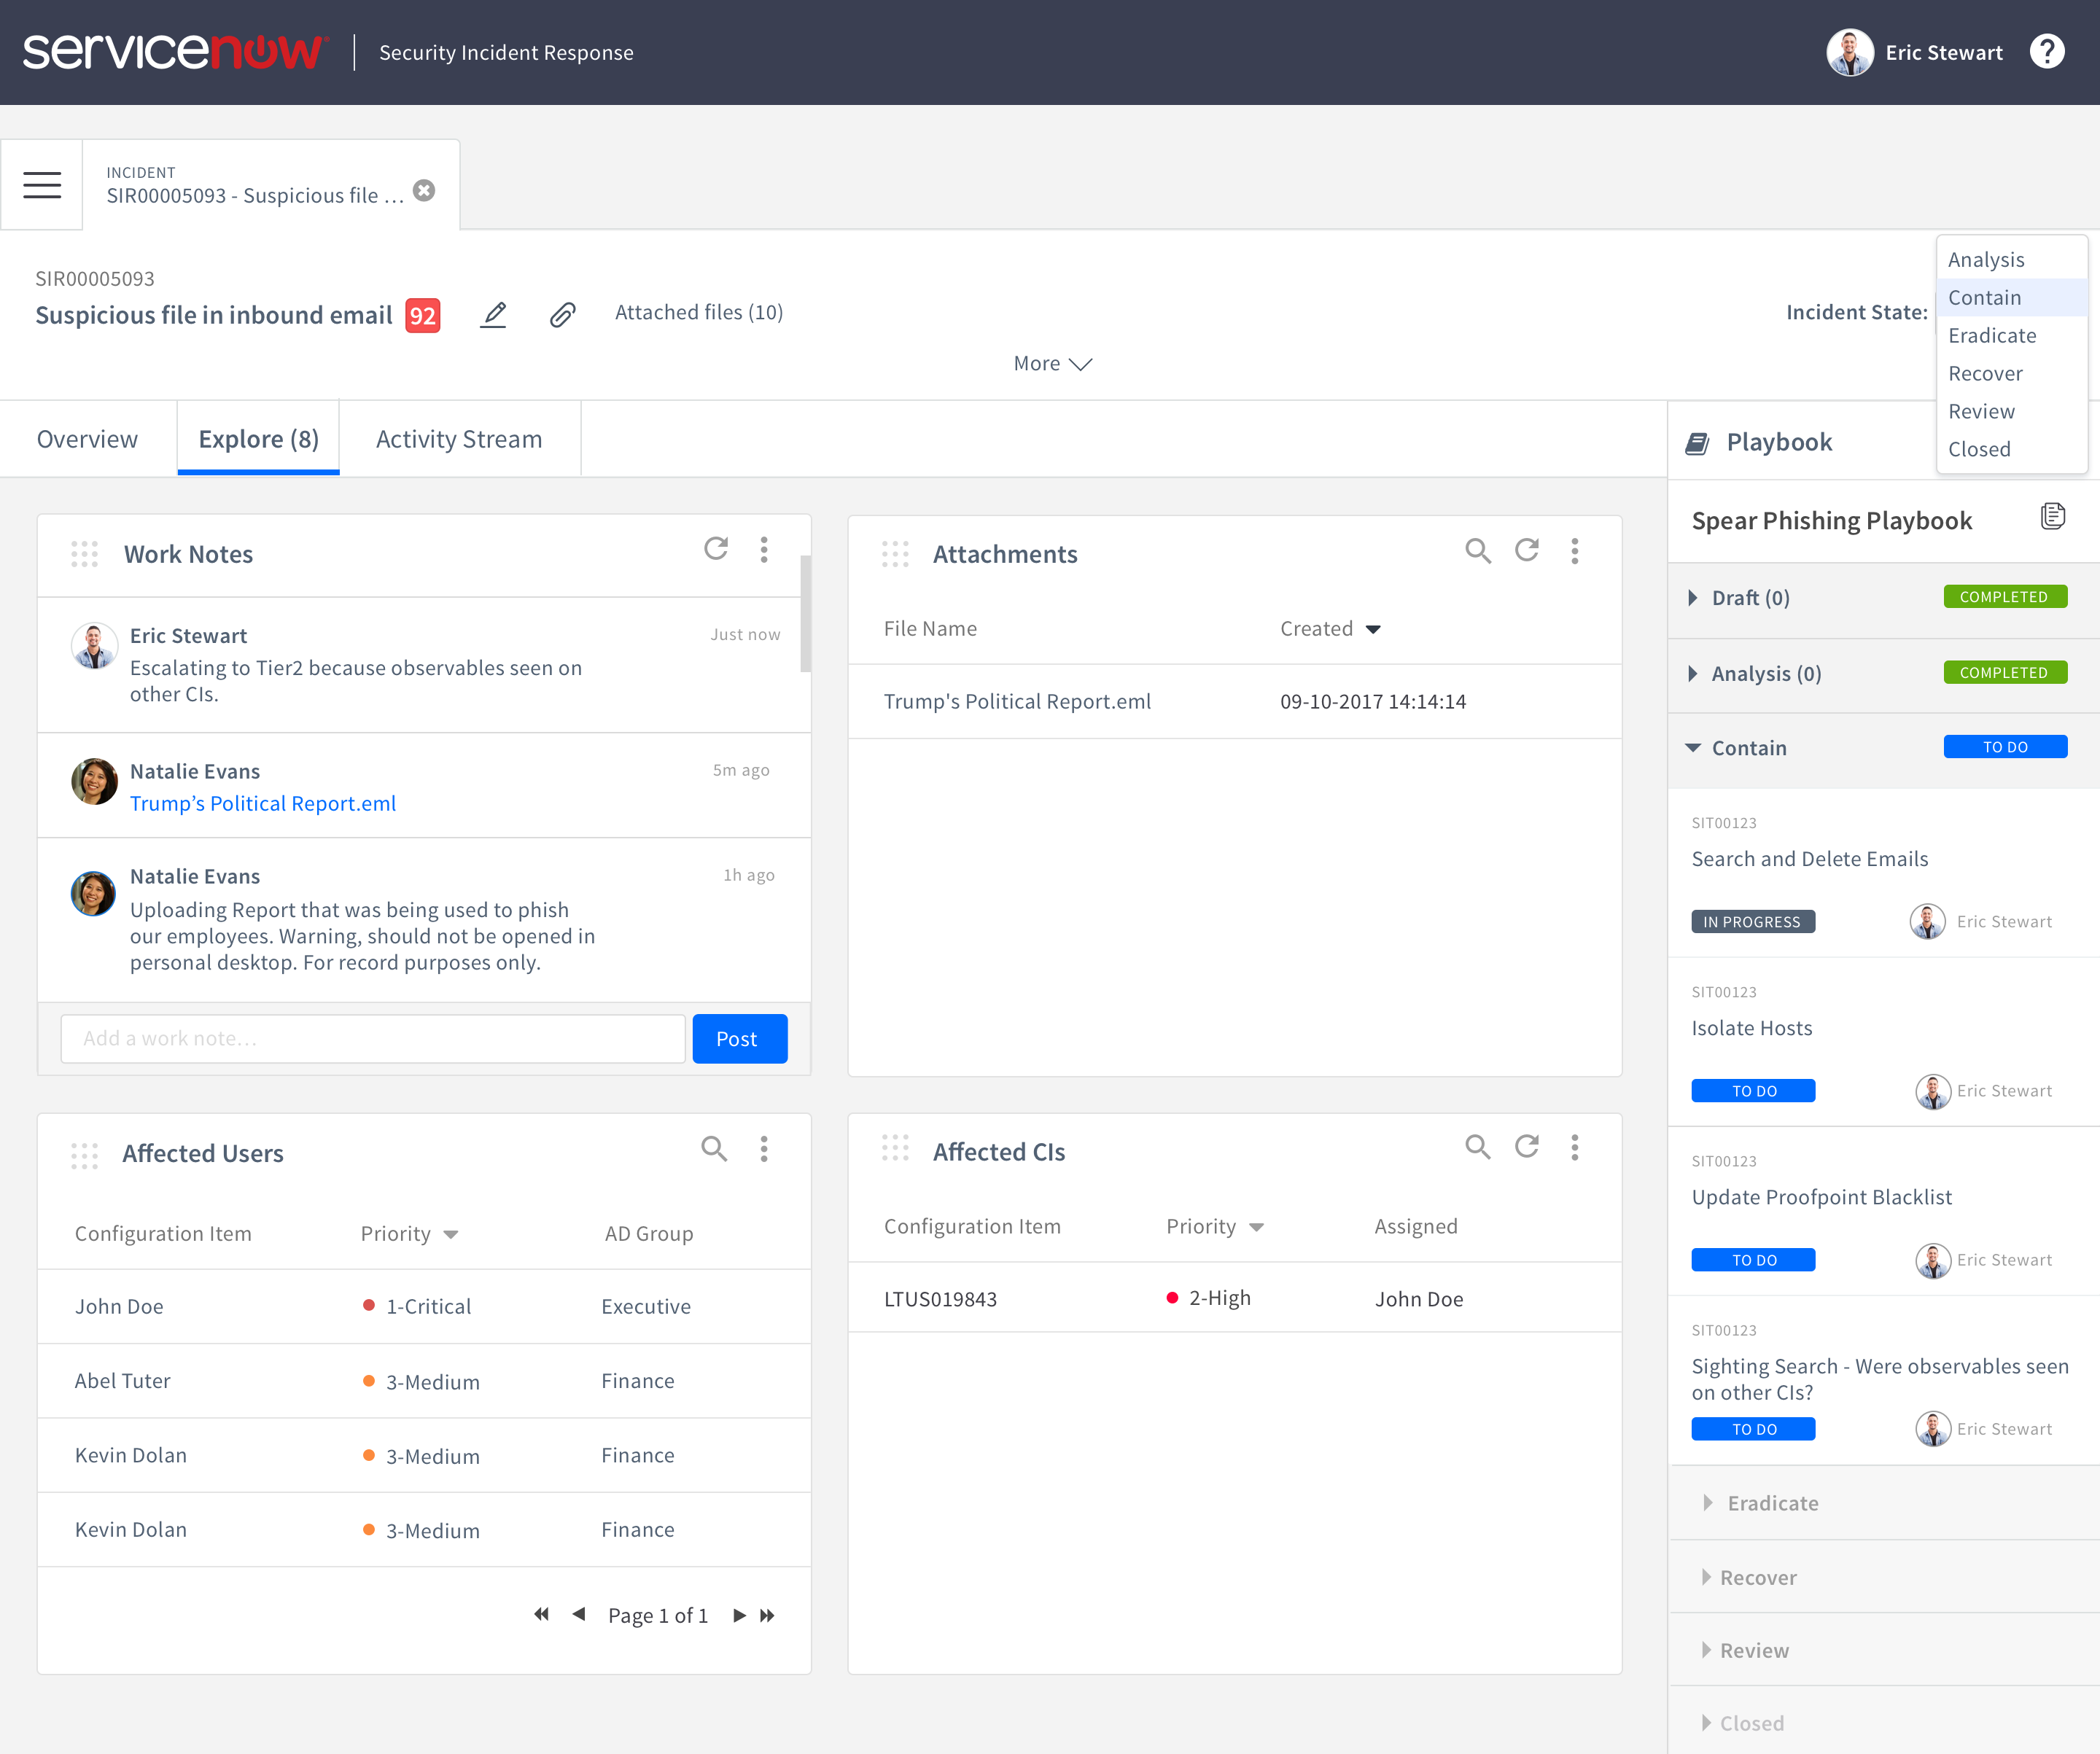 servicenow
Security Incident Response
Eric Stewart
?
INCIDENT
SIR00005093 - Suspicious file ...
SIR00005093
Suspicious file in inbound email 92
Attached files (10)
More
Incident State:
Analysis
Contain
Eradicate
Recover
Review
Closed
Overview
Explore (8)
Activity Stream
Work Notes
Eric Stewart
Just now
Escalating to Tier2 because observables seen on
other CIs.
Natalie Evans
5m ago
Trump’s Political Report.eml
Natalie Evans
1h ago
Uploading Report that was being used to phish
our employees. Warning, should not be opened in
personal desktop. For record purposes only.
Add a work note...
Post
Attachments
File Name Created
Trump's Political Report.eml 09-10-2017 14:14:14
Affected Users
Configuration Item Priority AD Group
John Doe 1-Critical Executive
Abel Tuter 3-Medium Finance
Kevin Dolan 3-Medium Finance
Kevin Dolan 3-Medium Finance
Page 1 of 1
Affected CIs
Configuration Item Priority Assigned
LTUS019843 2-High John Doe
Playbook
Spear Phishing Playbook
Draft (0) COMPLETED
Analysis (0) COMPLETED
Contain TO DO
SIT00123
Search and Delete Emails
IN PROGRESS Eric Stewart
SIT00123
Isolate Hosts
TO DO Eric Stewart
SIT00123
Update Proofpoint Blacklist
TO DO Eric Stewart
SIT00123
Sighting Search - Were observables seen
on other CIs?
TO DO Eric Stewart
Eradicate
Recover
Review
Closed